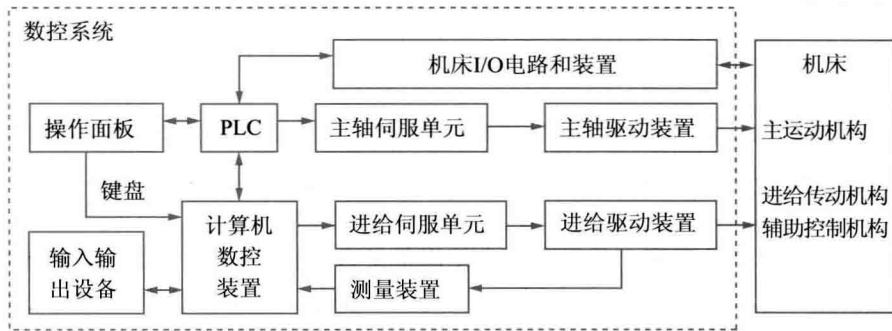 数控系统
机床I/O电路和装置
机床
操作面板
PLC
主轴伺服单元
主轴驱动装置
主运动机构
键盘
计算机
数控
装置
进给伺服单元
进给驱动装置
进给传动机构
辅助控制机构
输入输
出设备
测量装置